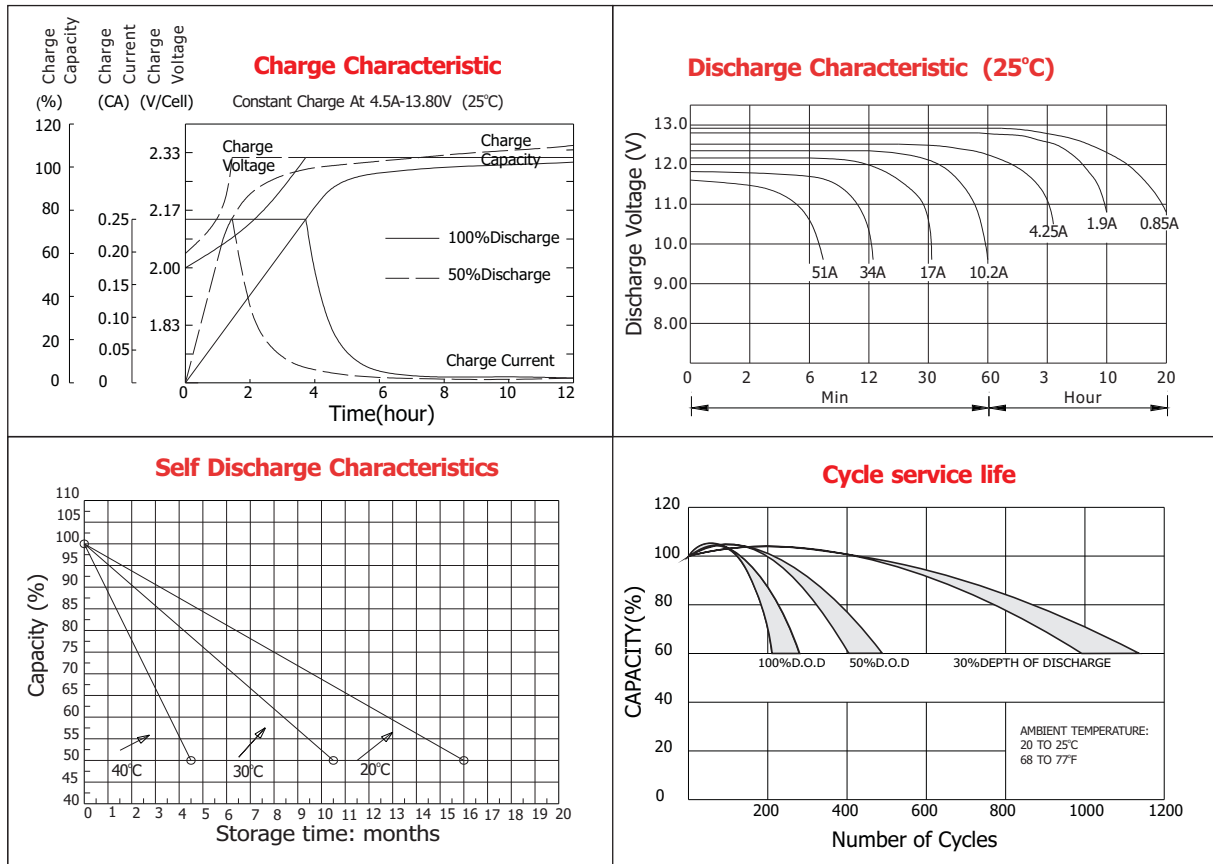 Charge Capacity
Charge Current
Charge Voltage
(%)
(CA)
(V/Cell)
Charge Characteristic
Constant Charge At 4.5A-13.80V (25°C)
120
100
80
60
40
20
0
0.25
0.20
0.15
0.10
0.05
0
2.33
2.17
2.00
1.83
Charge Voltage
Charge Capacity
100%Discharge
50%Discharge
Charge Current
0 2 4 6 8 10 12
Time(hour)
Discharge Characteristic (25°C)
Discharge Voltage (V)
13.0
12.0
11.0
10.0
9.00
8.00
51A 34A 17A 10.2A 4.25A 1.9A 0.85A
0 2 6 12 30 60 3 10 20
Min Hour
Self Discharge Characteristics
Capacity (%)
110
105
100
95
90
85
80
75
70
65
60
55
50
45
40
40°C 30°C 20°C
0 1 2 3 4 5 6 7 8 9 10 11 12 13 14 15 16 17 18 19 20
Storage time: months
Cycle service life
CAPACITY(%)
120
100
80
60
40
20
0
100%D.O.D 50%D.O.D 30%DEPTH OF DISCHARGE
AMBIENT TEMPERATURE:
20 TO 25°C
68 TO 77°F
200 400 600 800 1000 1200
Number of Cycles